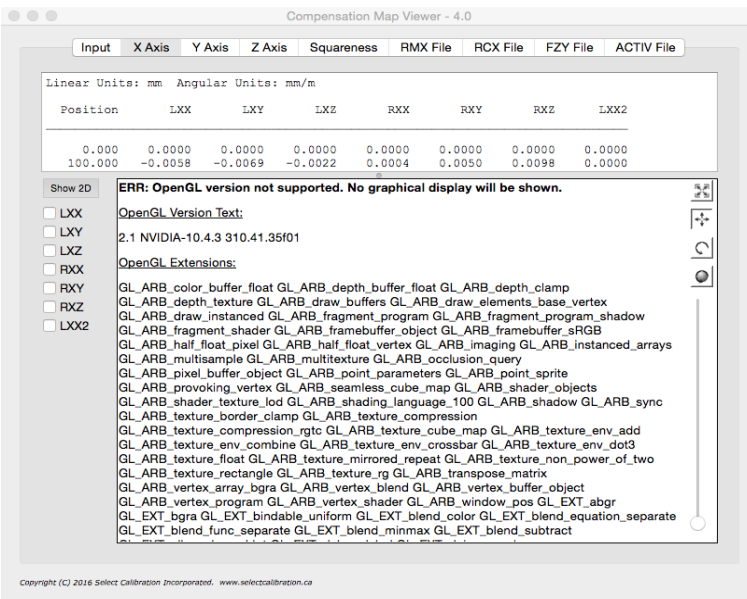 Compensation Map Viewer - 4.0
Input X Axis Y Axis Z Axis Squareness RMX File RCX File FZY File ACTIV File
Linear Units: mm Angular Units: mm/m
Position LXX LXY LXZ RXX RXY RXZ LXX2
0.000 0.0000 0.0000 0.0000 0.0000 0.0000 0.0000 0.0000
100.000 -0.0058 -0.0069 -0.0022 0.0004 0.0050 0.0098 0.0000
Show 2D
LXX
LXY
LXZ
RXX
RXY
RXZ
LXX2
ERR: OpenGL version not supported. No graphical display will be shown.
OpenGL Version Text:
2.1 NVIDIA-10.4.3 310.41.35f01
OpenGL Extensions:
GL_ARB_color_buffer_float GL_ARB_depth_buffer_float GL_ARB_depth_clamp
GL_ARB_depth_texture GL_ARB_draw_buffers GL_ARB_draw_elements_base_vertex
GL_ARB_draw_instanced GL_ARB_fragment_program GL_ARB_fragment_program_shadow
GL_ARB_fragment_shader GL_ARB_framebuffer_object GL_ARB_framebuffer_sRGB
GL_ARB_half_float_pixel GL_ARB_half_float_vertex GL_ARB_imaging GL_ARB_instanced_arrays
GL_ARB_multisample GL_ARB_multitexture GL_ARB_occlusion_query
GL_ARB_pixel_buffer_object GL_ARB_point_parameters GL_ARB_point_sprite
GL_ARB_provoking_vertex GL_ARB_seamless_cube_map GL_ARB_shader_objects
GL_ARB_shader_texture_lod GL_ARB_shading_language_100 GL_ARB_shadow GL_ARB_sync
GL_ARB_texture_border_clamp GL_ARB_texture_compression
GL_ARB_texture_compression_rgtc GL_ARB_texture_cube_map GL_ARB_texture_env_add
GL_ARB_texture_env_combine GL_ARB_texture_env_crossbar GL_ARB_texture_env_dot3
GL_ARB_texture_float GL_ARB_texture_mirrored_repeat GL_ARB_texture_non_power_of_two
GL_ARB_texture_rectangle GL_ARB_texture_rg GL_ARB_transpose_matrix
GL_ARB_vertex_array_bgra GL_ARB_vertex_blend GL_ARB_vertex_buffer_object
GL_ARB_vertex_program GL_ARB_vertex_shader GL_ARB_window_pos GL_EXT_abgr
GL_EXT_bgra GL_EXT_bindable_uniform GL_EXT_blend_color GL_EXT_blend_equation_separate
GL_EXT_blend_func_separate GL_EXT_blend_minmax GL_EXT_blend_subtract
Copyright (C) 2016 Select Calibration Incorporated. www.selectcalibration.ca